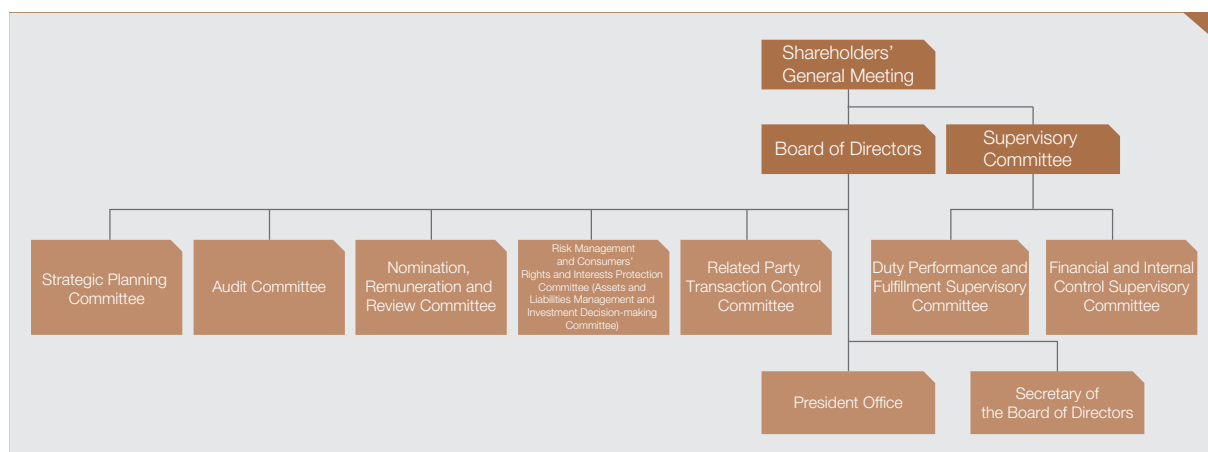 Shareholders'
General Meeting
Board of Directors
Supervisory
Committee
Strategic Planning
Committee
Audit Committee
Nomination,
Remuneration and
Review Committee
Risk Management
and Consumers'
Rights and Interests Protection
Committee (Assets and
Liabilities Management and
Investment Decision-making
Committee)
Related Party
Transaction Control
Committee
Duty Performance and
Fulfillment Supervisory
Committee
Financial and Internal
Control Supervisory
Committee
President Office
Secretary of
the Board of Directors